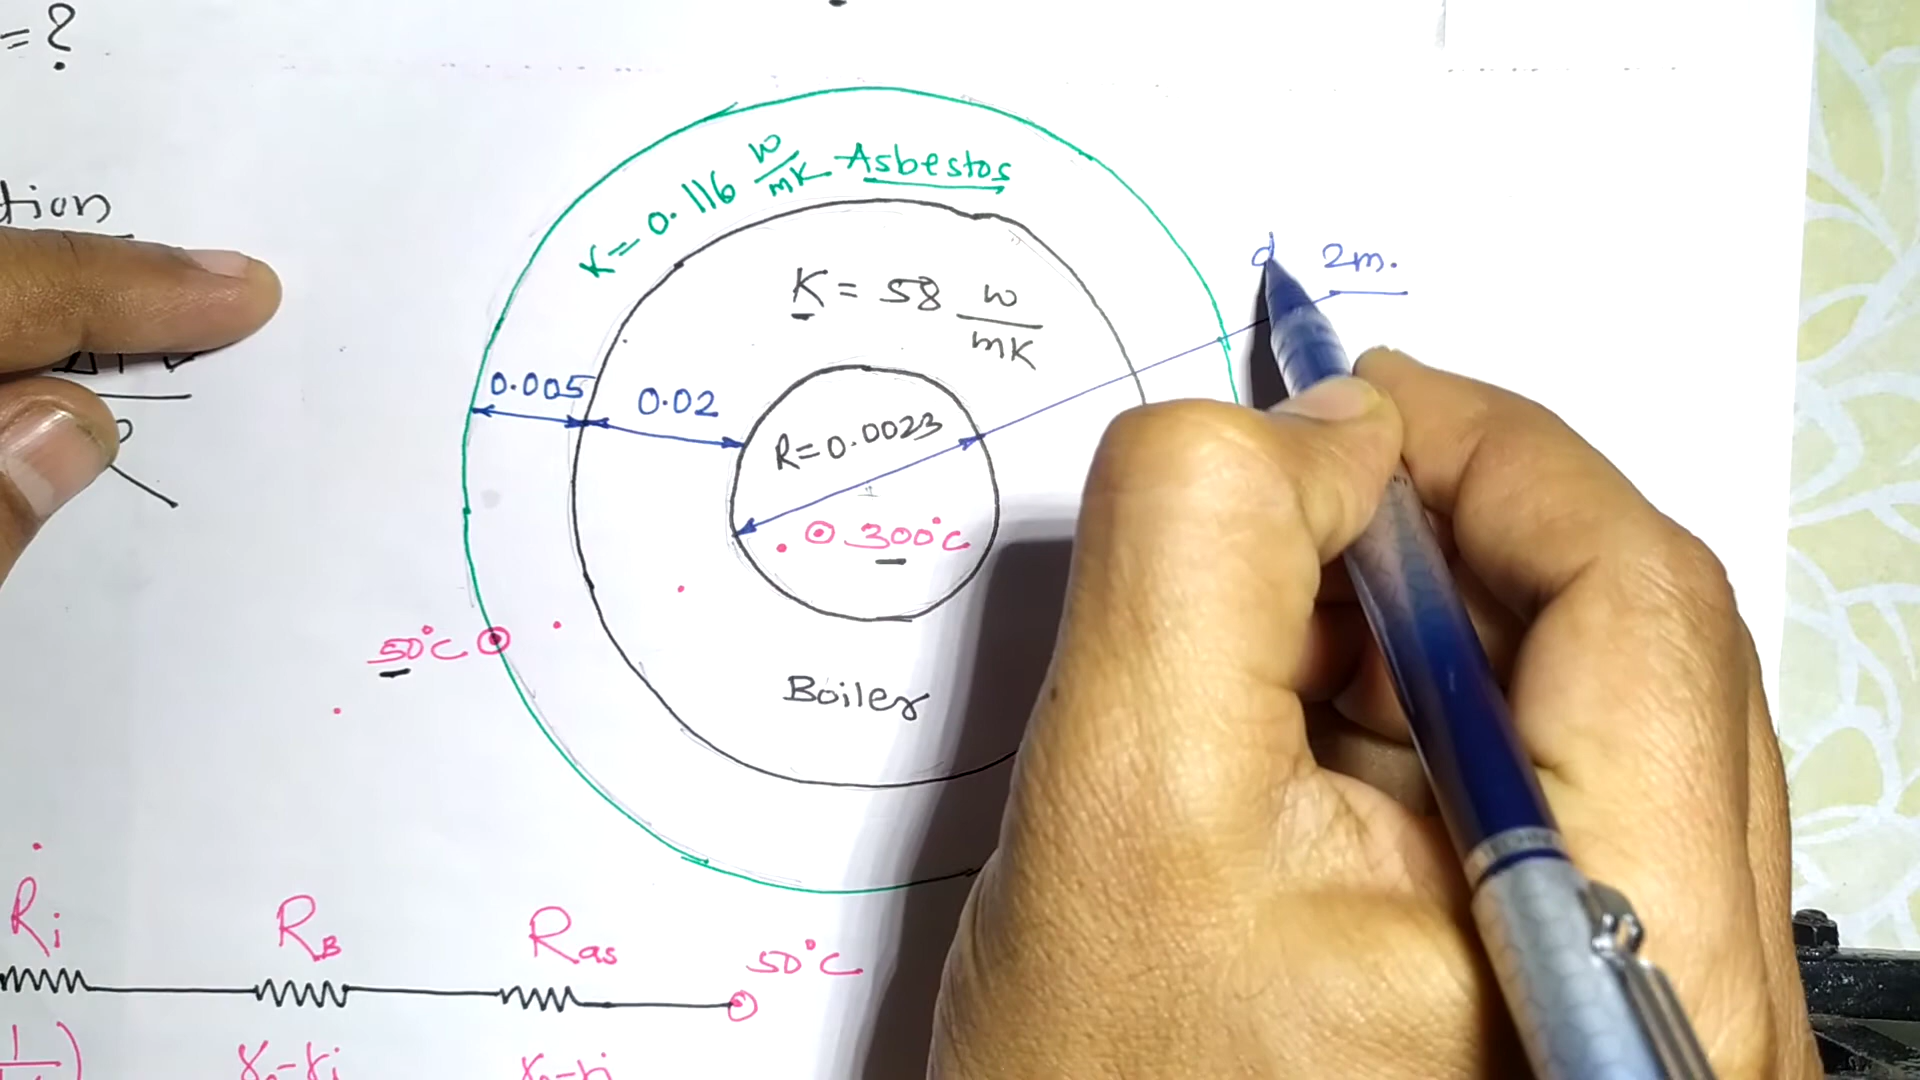 = ?
tion
K = 0.116 w/mK Asbestos
K = 58 w/mK
d 2m.
0.005
0.02
R = 0.0023
300°C
50°C
Boiler
Ri
RB
Ras
50°C